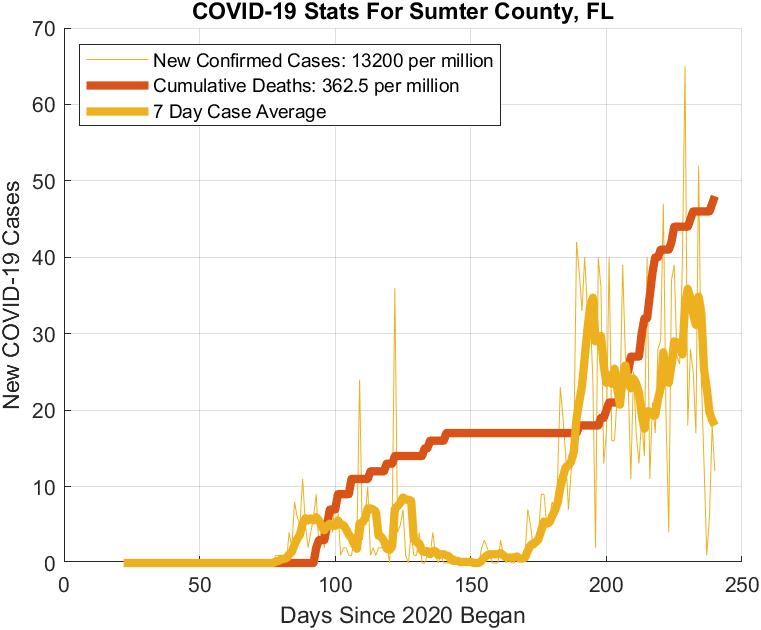 COVID-19 Stats For Sumter County, FL
New Confirmed Cases: 13200 per million
Cumulative Deaths: 362.5 per million
7 Day Case Average
New COVID-19 Cases
70
60
50
40
30
20
10
0
0 50 100 150 200 250
Days Since 2020 Began